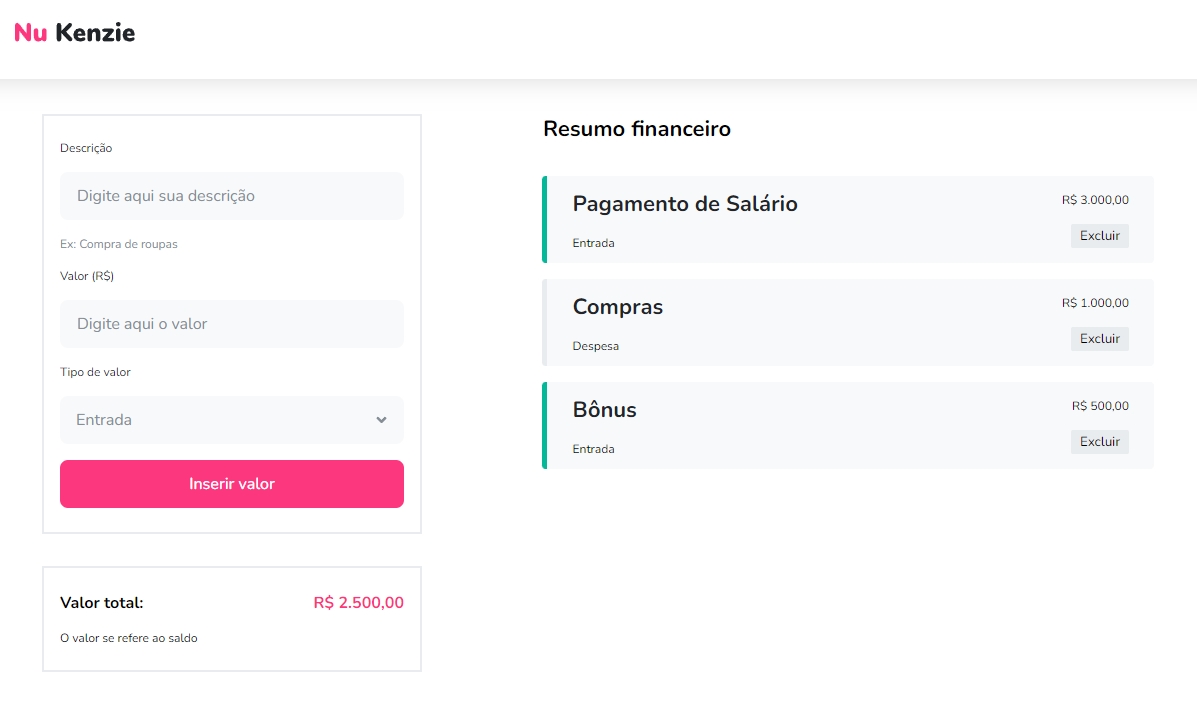 Nu Kenzie
Descrição
Digite aqui sua descrição
Ex: Compra de roupas
Valor (R$)
Digite aqui o valor
Tipo de valor
Entrada
Inserir valor
Valor total: R$ 2.500,00
O valor se refere ao saldo
Resumo financeiro
Pagamento de Salário R$ 3.000,00
Entrada Excluir
Compras R$ 1.000,00
Despesa Excluir
Bônus R$ 500,00
Entrada Excluir